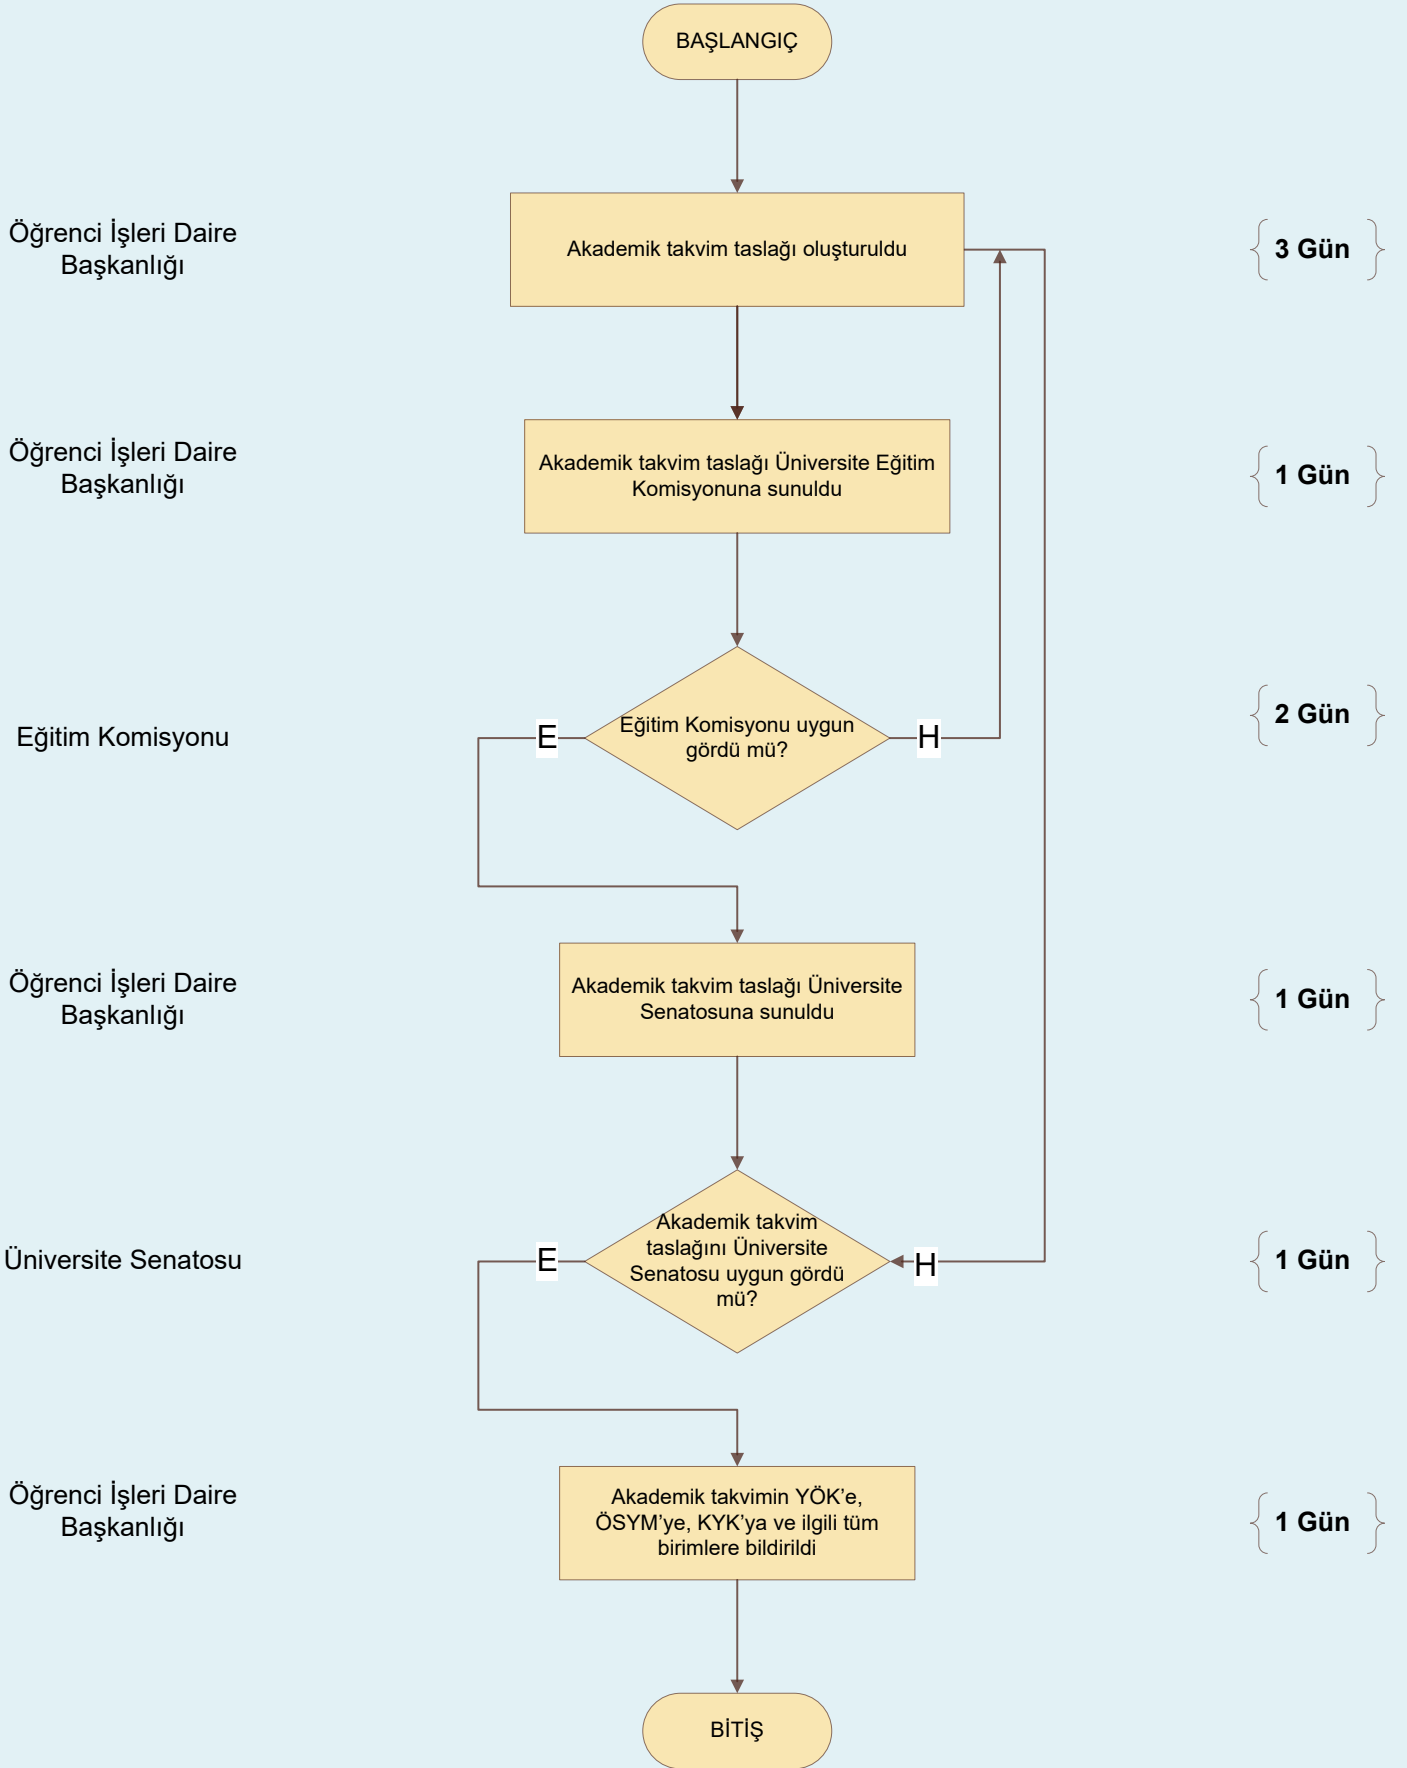 BAŞLANGIÇ
Öğrenci İşleri Daire
Başkanlığı
Akademik takvim taslağı oluşturuldu
3 Gün
Öğrenci İşleri Daire
Başkanlığı
Akademik takvim taslağı Üniversite Eğitim
Komisyonuna sunuldu
1 Gün
Eğitim Komisyonu
E
Eğitim Komisyonu uygun
gördü mü?
H
2 Gün
Öğrenci İşleri Daire
Başkanlığı
Akademik takvim taslağı Üniversite
Senatosuna sunuldu
1 Gün
Üniversite Senatosu
E
Akademik takvim
taslağını Üniversite
Senatosu uygun gördü
mü?
H
1 Gün
Öğrenci İşleri Daire
Başkanlığı
Akademik takvimin YÖK’e,
ÖSYM’ye, KYK’ya ve ilgili tüm
birimlere bildirildi
1 Gün
BİTİŞ